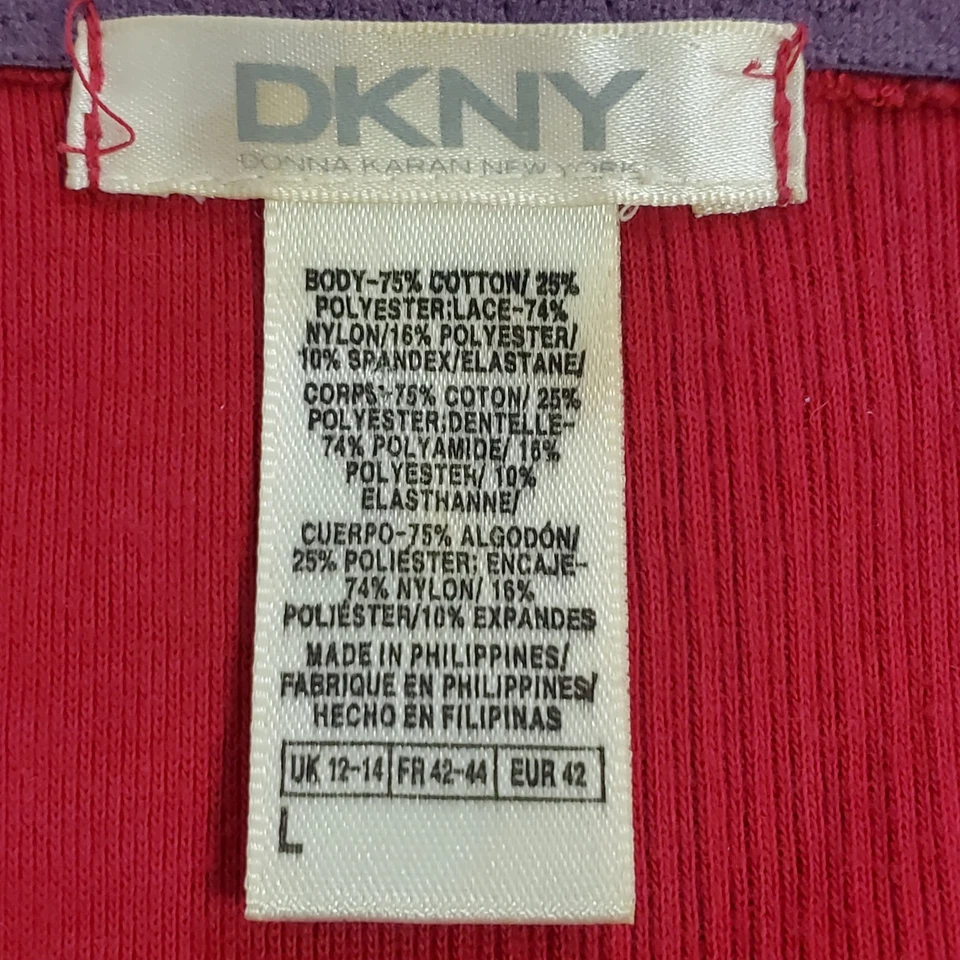 DKNY
DONNA KARAN NEW YORK
BODY-75% COTTON/ 25%
POLYESTER:LACE-74%
NYLON/16% POLYESTER/
10% SPANDEX/ELASTANE/
CORPS-75% COTON/ 25%
POLYESTER;DENTELLE-
74% POLYAMIDE/ 16%
POLYESTER/ 10%
ELASTHANNE/
CUERPO-75% ALGODÓN/
25% POLIÉSTER; ENCAJE-
74% NYLON/ 16%
POLIÉSTER/10% EXPANDES
MADE IN PHILIPPINES/
FABRIQUE EN PHILIPPINES/
HECHO EN FILIPINAS
UK 12-14 FR 42-44 EUR 42
L